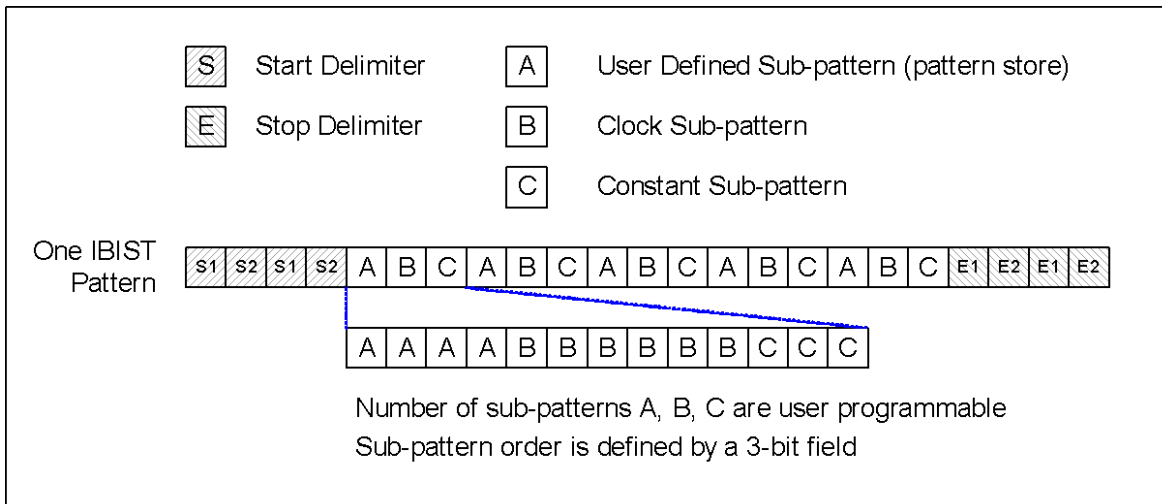 S Start Delimiter A User Defined Sub-pattern (pattern store)
E Stop Delimiter B Clock Sub-pattern
C Constant Sub-pattern
One IBIST
Pattern
S1 S2 S1 S2 A B C A B C A B C A B C A B C E1 E2 E1 E2
A A A A B B B B B B C C C
Number of sub-patterns A, B, C are user programmable
Sub-pattern order is defined by a 3-bit field